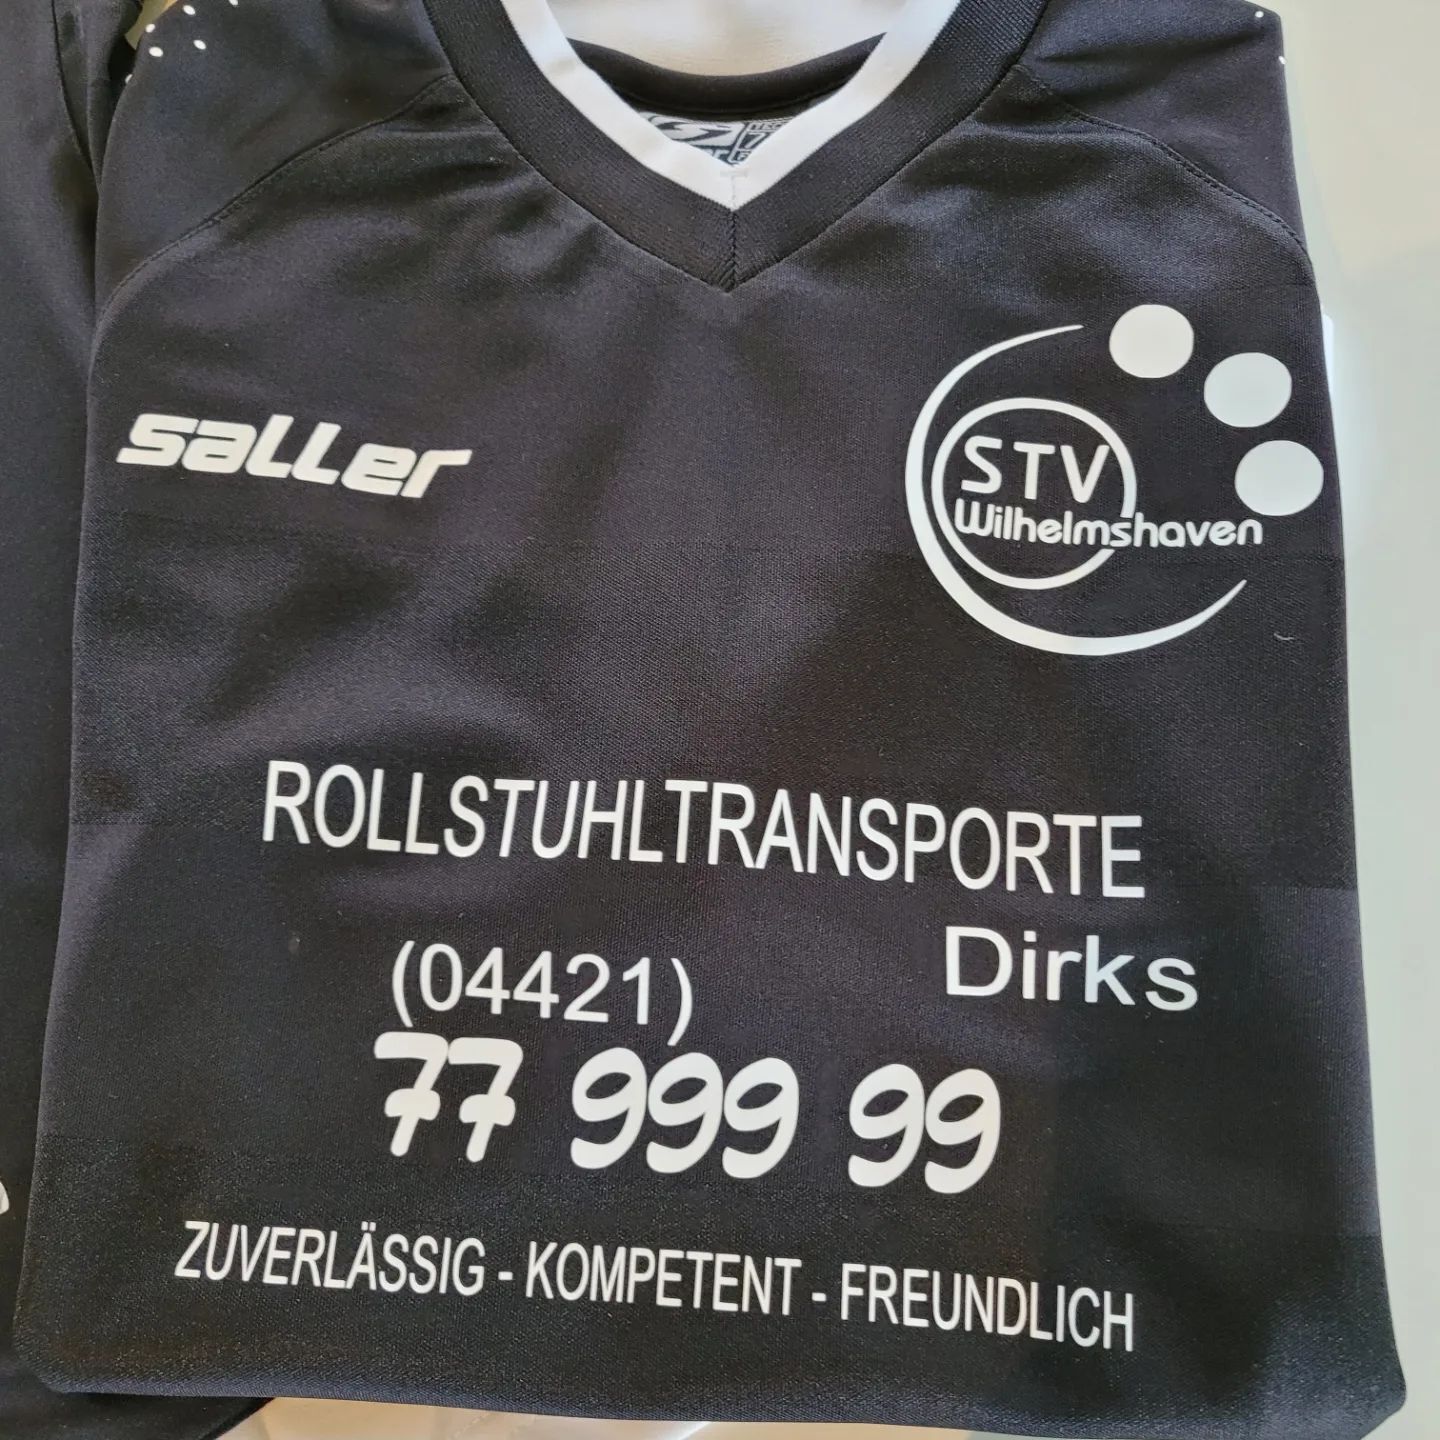 saller
STV
Wilhelmshaven
ROLLSTUHLTRANSPORTE
Dirks
(04421)
77 999 99
ZUVERLÄSSIG - KOMPETENT - FREUNDLICH